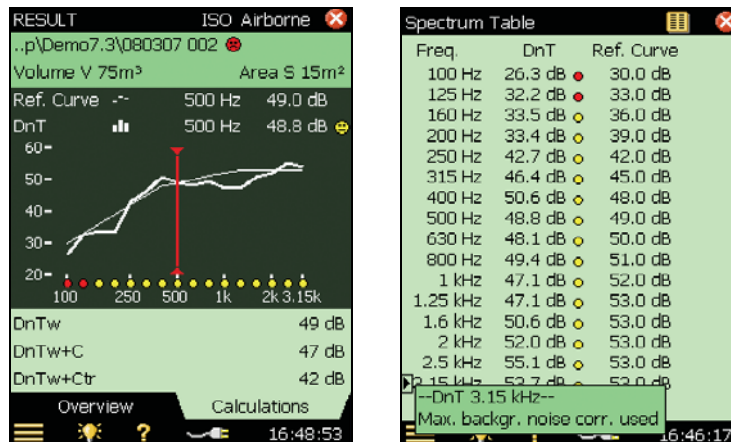 RESULT ISO Airborne
..p\Demo7.3\080307 002
Volume V 75m³ Area S 15m²
Ref. Curve 500 Hz 49.0 dB
DnT 500 Hz 48.8 dB
60-
50-
40-
30-
20-
100 250 500 1k 2k 3.15k
DnTw 49 dB
DnTw+C 47 dB
DnTw+Ctr 42 dB
Overview Calculations
? 16:48:53
Spectrum Table
Freq. DnT Ref. Curve
100 Hz 26.3 dB 30.0 dB
125 Hz 32.2 dB 33.0 dB
160 Hz 33.5 dB 36.0 dB
200 Hz 33.4 dB 39.0 dB
250 Hz 42.7 dB 42.0 dB
315 Hz 46.4 dB 45.0 dB
400 Hz 50.6 dB 48.0 dB
500 Hz 48.8 dB 49.0 dB
630 Hz 48.1 dB 50.0 dB
800 Hz 49.4 dB 51.0 dB
1 kHz 47.1 dB 52.0 dB
1.25 kHz 47.1 dB 53.0 dB
1.6 kHz 50.6 dB 53.0 dB
2 kHz 52.0 dB 53.0 dB
2.5 kHz 55.1 dB 53.0 dB
3.15 kHz 53.7 dB 53.0 dB
--DnT 3.15 kHz--
Max. backgr. noise corr. used
16:46:17